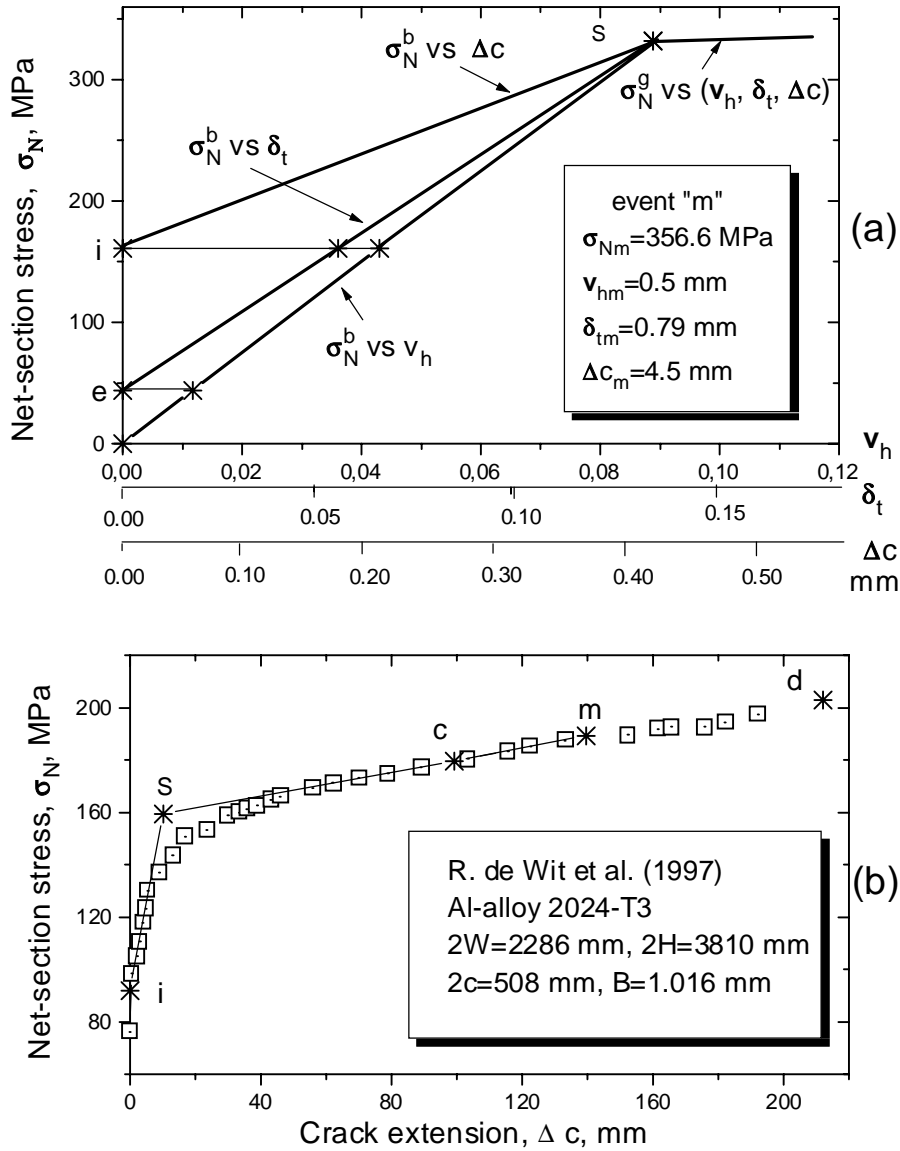 Net-section stress, σN, MPa
300
200
100
0
i
e
S
σN^b vs Δc
σN^b vs δt
σN^b vs vh
σN^g vs (vh, δt, Δc)
event "m"
σNm=356.6 MPa
vhm=0.5 mm
δtm=0.79 mm
Δcm=4.5 mm
(a)
0,00 0,02 0,04 0,06 0,08 0,10 0,12
vh
0.00 0.05 0.10 0.15
δt
0.00 0.10 0.20 0.30 0.40 0.50
Δc
mm
Net-section stress, σN, MPa
200
160
120
80
i
S
c
m
d
R. de Wit et al. (1997)
Al-alloy 2024-T3
2W=2286 mm, 2H=3810 mm
2c=508 mm, B=1.016 mm
(b)
0 40 80 120 160 200
Crack extension, Δ c, mm